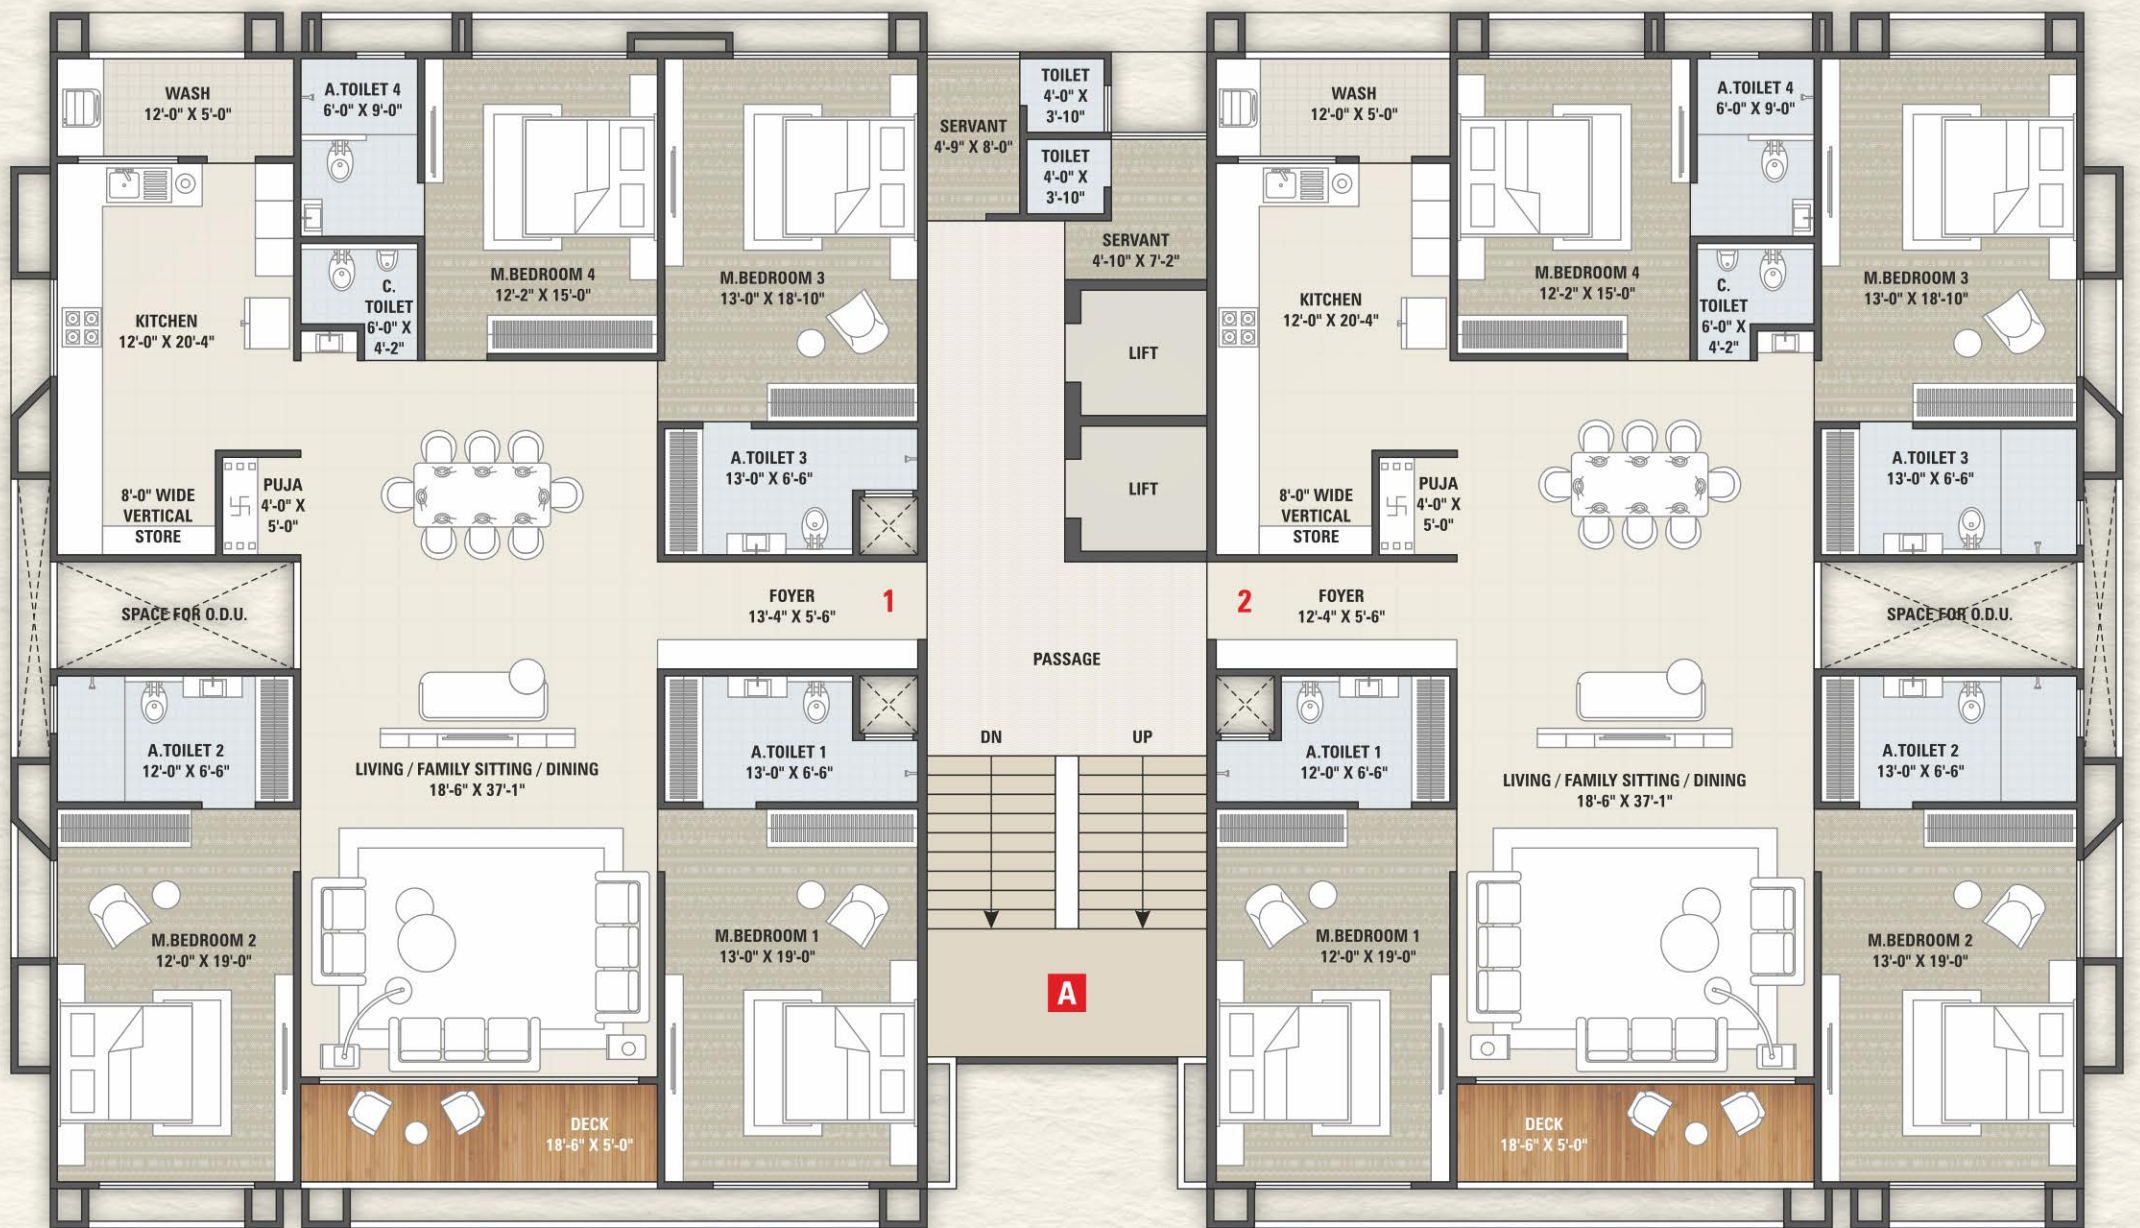 WASH
12'-0" X 5'-0"
A.TOILET 4
6'-0" X 9'-0"
M.BEDROOM 4
12'-2" X 15'-0"
M.BEDROOM 3
13'-0" X 18'-10"
C.
TOILET
6'-0" X
4'-2"
KITCHEN
12'-0" X 20'-4"
8'-0" WIDE
VERTICAL
STORE
PUJA
4'-0" X
5'-0"
A.TOILET 3
13'-0" X 6'-6"
SPACE FOR O.D.U.
FOYER
13'-4" X 5'-6"
1
A.TOILET 2
12'-0" X 6'-6"
LIVING / FAMILY SITTING / DINING
18'-6" X 37'-1"
A.TOILET 1
13'-0" X 6'-6"
M.BEDROOM 2
12'-0" X 19'-0"
M.BEDROOM 1
13'-0" X 19'-0"
DECK
18'-6" X 5'-0"
SERVANT
4'-9" X 8'-0"
TOILET
4'-0" X
3'-10"
TOILET
4'-0" X
3'-10"
SERVANT
4'-10" X 7'-2"
LIFT
LIFT
PASSAGE
DN
UP
A
WASH
12'-0" X 5'-0"
M.BEDROOM 4
12'-2" X 15'-0"
A.TOILET 4
6'-0" X 9'-0"
M.BEDROOM 3
13'-0" X 18'-10"
C.
TOILET
6'-0" X
4'-2"
KITCHEN
12'-0" X 20'-4"
8'-0" WIDE
VERTICAL
STORE
PUJA
4'-0" X
5'-0"
A.TOILET 3
13'-0" X 6'-6"
2
FOYER
12'-4" X 5'-6"
SPACE FOR O.D.U.
A.TOILET 1
12'-0" X 6'-6"
LIVING / FAMILY SITTING / DINING
18'-6" X 37'-1"
A.TOILET 2
13'-0" X 6'-6"
M.BEDROOM 1
12'-0" X 19'-0"
M.BEDROOM 2
13'-0" X 19'-0"
DECK
18'-6" X 5'-0"